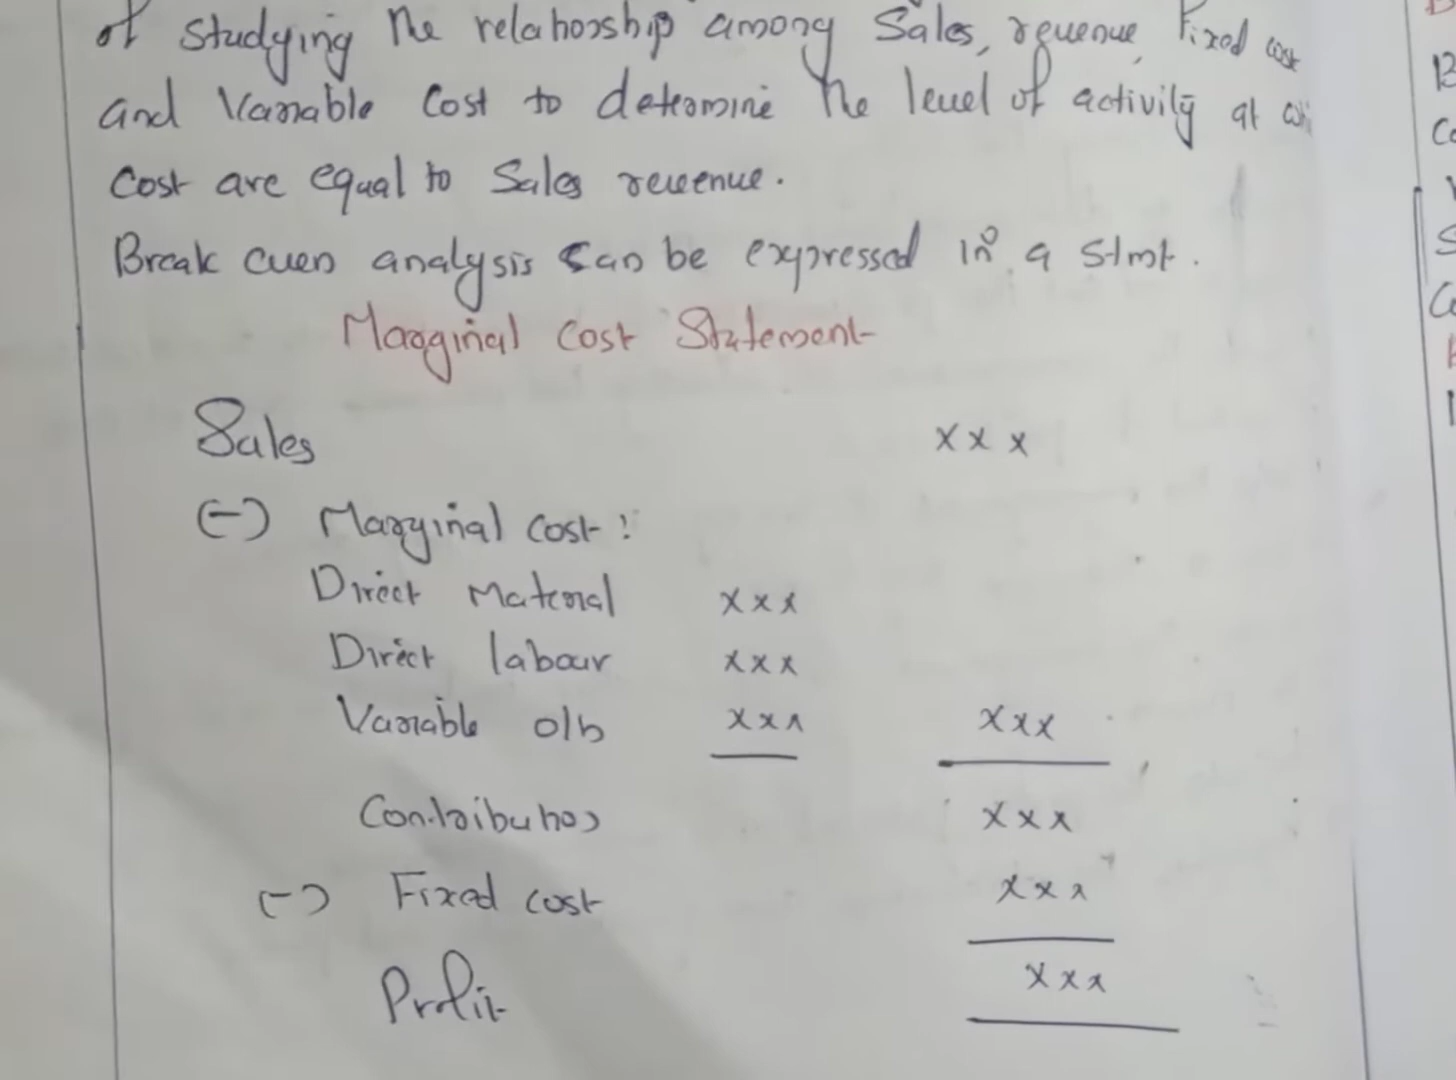 of studying the relationship among Sales, revenue, Fixed cost
and Variable Cost to determine the level of activity at
Cost are equal to Sales revenue.
Break even analysis can be expressed in a stmt.
Marginal Cost Statement
Sales xxx
(-) Marginal Cost:
Direct Material xxx
Direct labour xxx
Variable o/h xxx xxx
Contribution xxx
(-) Fixed cost xxx
Profit xxx